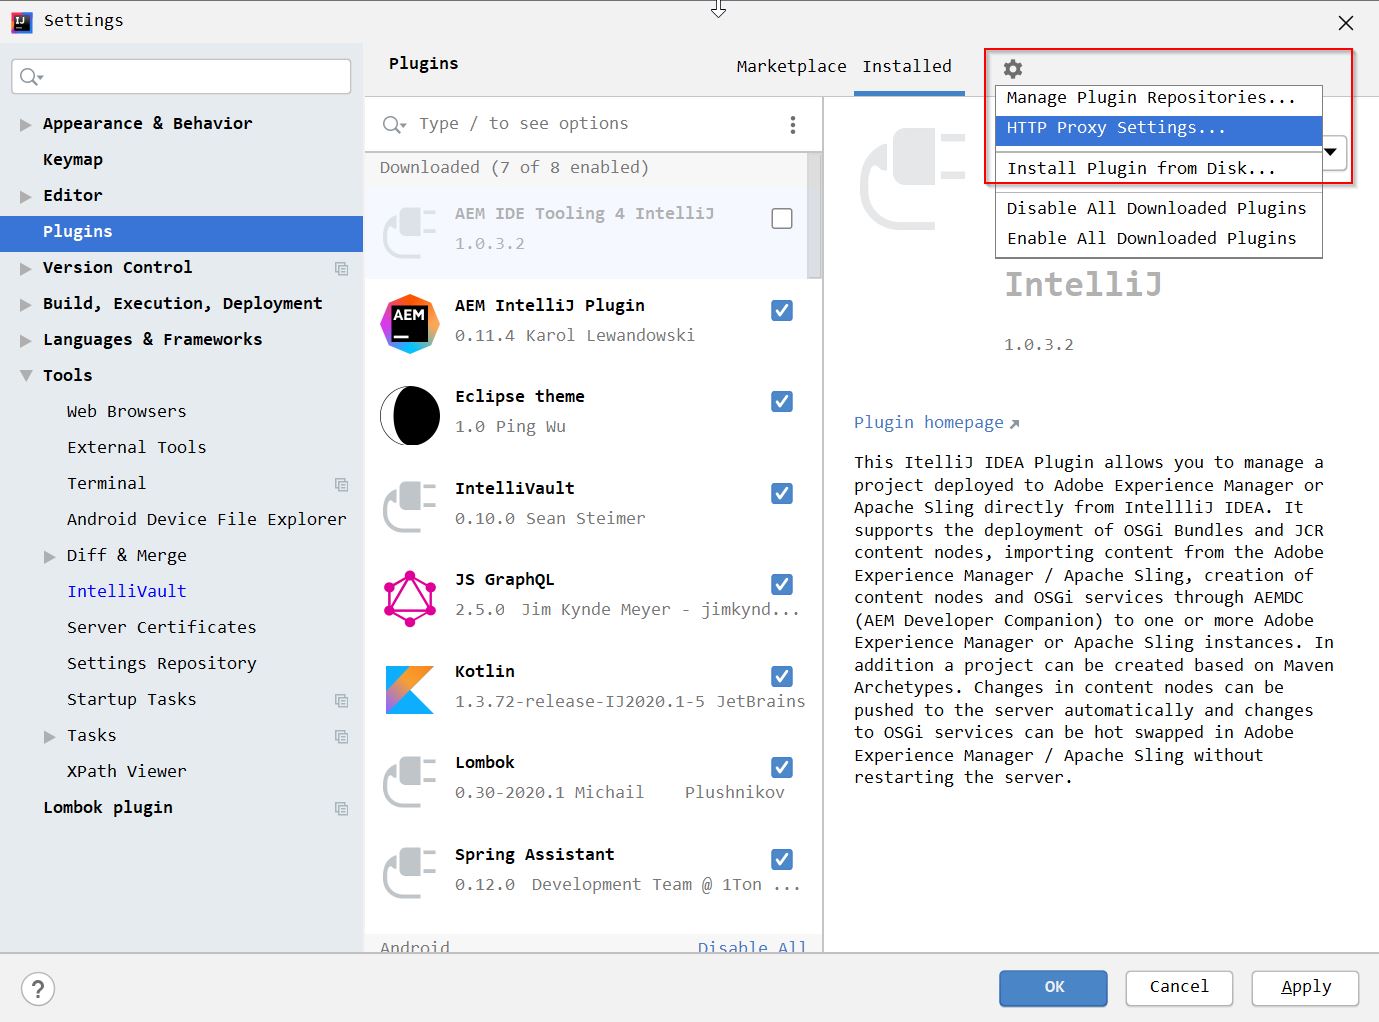 Settings
Plugins
Marketplace
Installed
Manage Plugin Repositories...
HTTP Proxy Settings...
Install Plugin from Disk...
Disable All Downloaded Plugins
Enable All Downloaded Plugins
Appearance & Behavior
Keymap
Editor
Plugins
Version Control
Build, Execution, Deployment
Languages & Frameworks
Tools
Web Browsers
External Tools
Terminal
Android Device File Explorer
Diff & Merge
IntelliVault
Server Certificates
Settings Repository
Startup Tasks
Tasks
XPath Viewer
Lombok plugin
Type / to see options
Downloaded (7 of 8 enabled)
AEM IDE Tooling 4 IntelliJ
1.0.3.2
AEM
AEM IntelliJ Plugin
0.11.4 Karol Lewandowski
Eclipse theme
1.0 Ping Wu
IntelliVault
0.10.0 Sean Steimer
JS GraphQL
2.5.0 Jim Kynde Meyer - jimkynd...
Kotlin
1.3.72-release-IJ2020.1-5 JetBrains
Lombok
0.30-2020.1 Michail Plushnikov
Spring Assistant
0.12.0 Development Team @ 1Ton ...
Android
Disable All
IntelliJ
1.0.3.2
Plugin homepage
This ItelliJ IDEA Plugin allows you to manage a
project deployed to Adobe Experience Manager or
Apache Sling directly from IntellliJ IDEA. It
supports the deployment of OSGi Bundles and JCR
content nodes, importing content from the Adobe
Experience Manager / Apache Sling, creation of
content nodes and OSGi services through AEMDC
(AEM Developer Companion) to one or more Adobe
Experience Manager or Apache Sling instances. In
addition a project can be created based on Maven
Archetypes. Changes in content nodes can be
pushed to the server automatically and changes
to OSGi services can be hot swapped in Adobe
Experience Manager / Apache Sling without
restarting the server.
?
OK
Cancel
Apply